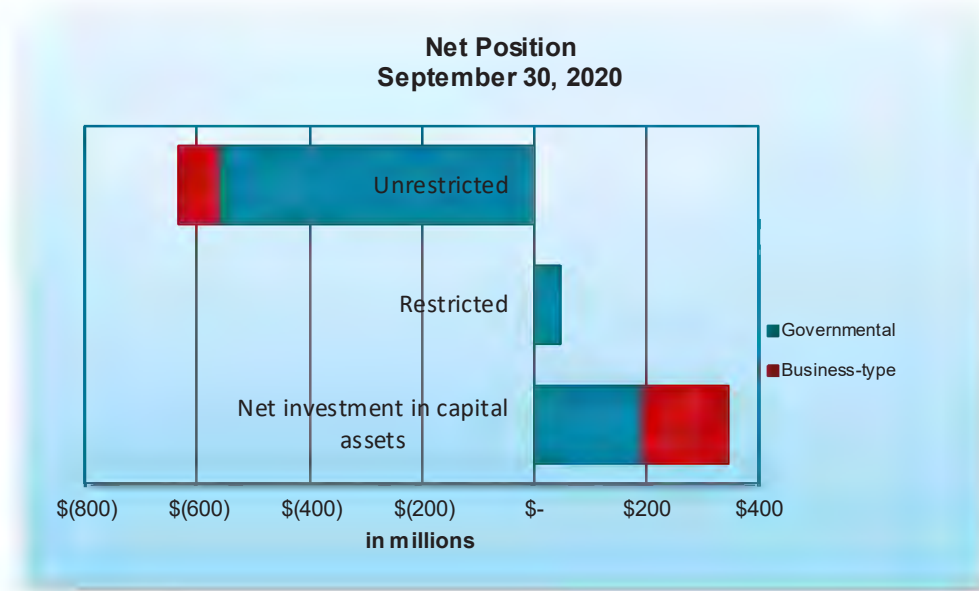 Net Position
September 30, 2020
Unrestricted
Restricted
Net investment in capital
assets
Governmental
Business-type
$(800) $(600) $(400) $(200) $- $200 $400
in millions